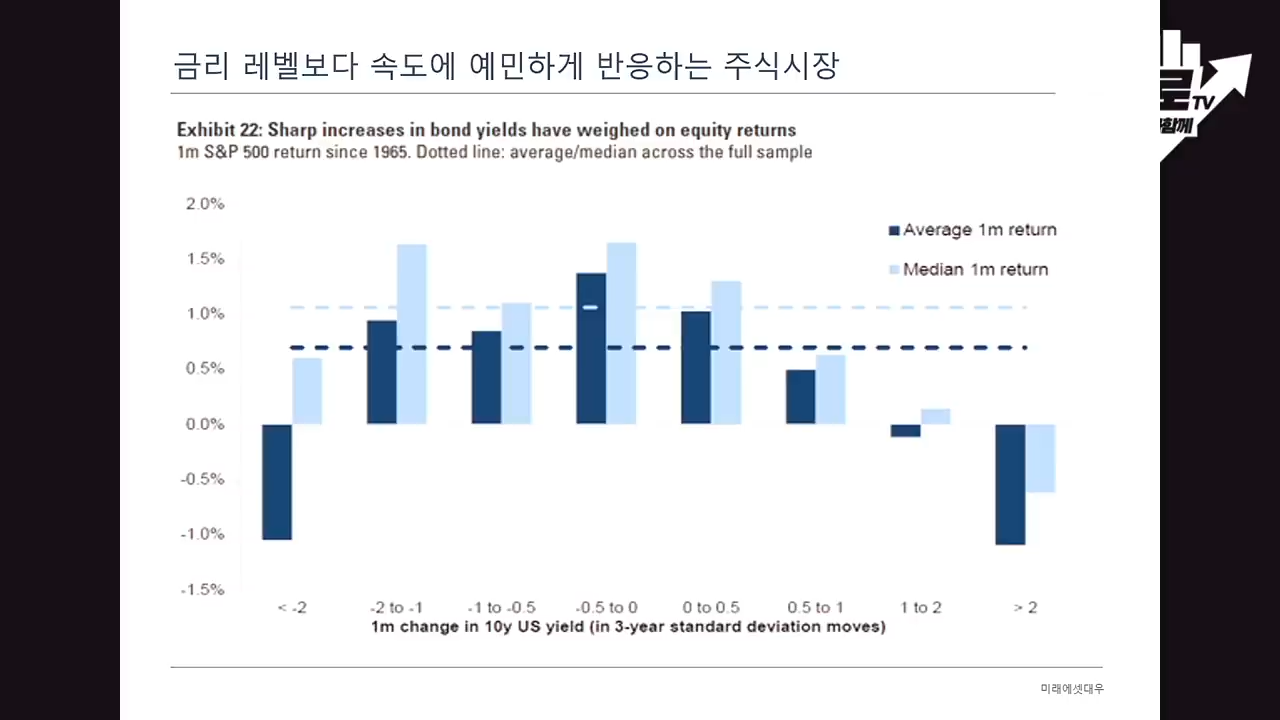 금리 레벨보다 속도에 예민하게 반응하는 주식시장
Exhibit 22: Sharp increases in bond yields have weighed on equity returns
1m S&P 500 return since 1965. Dotted line: average/median across the full sample
2.0%
1.5%
1.0%
0.5%
0.0%
-0.5%
-1.0%
-1.5%
Average 1m return
Median 1m return
< -2 -2 to -1 -1 to -0.5 -0.5 to 0 0 to 0.5 0.5 to 1 1 to 2 > 2
1m change in 10y US yield (in 3-year standard deviation moves)
미래에셋대우
로TV
함께